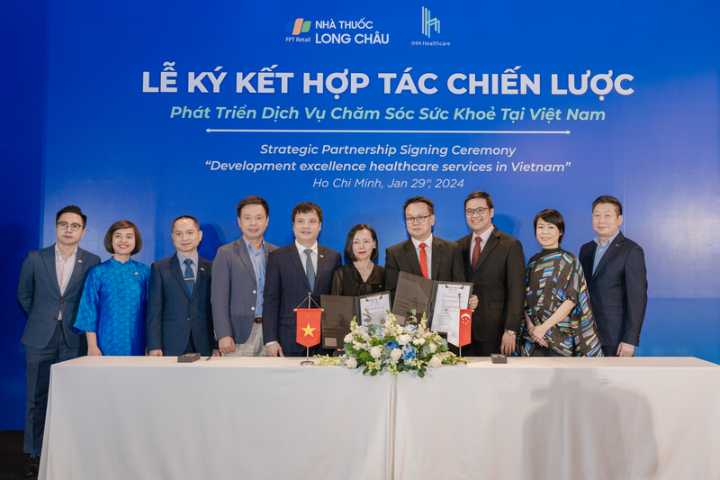 FPT Retail
NHÀ THUỐC
LONG CHÂU
IHH Healthcare
LỄ KÝ KẾT HỢP TÁC CHIẾN LƯỢC
Phát Triển Dịch Vụ Chăm Sóc Sức Khoẻ Tại Việt Nam
Strategic Partnership Signing Ceremony
“Development excellence healthcare services in Vietnam”
Ho Chi Minh, Jan 29st, 2024